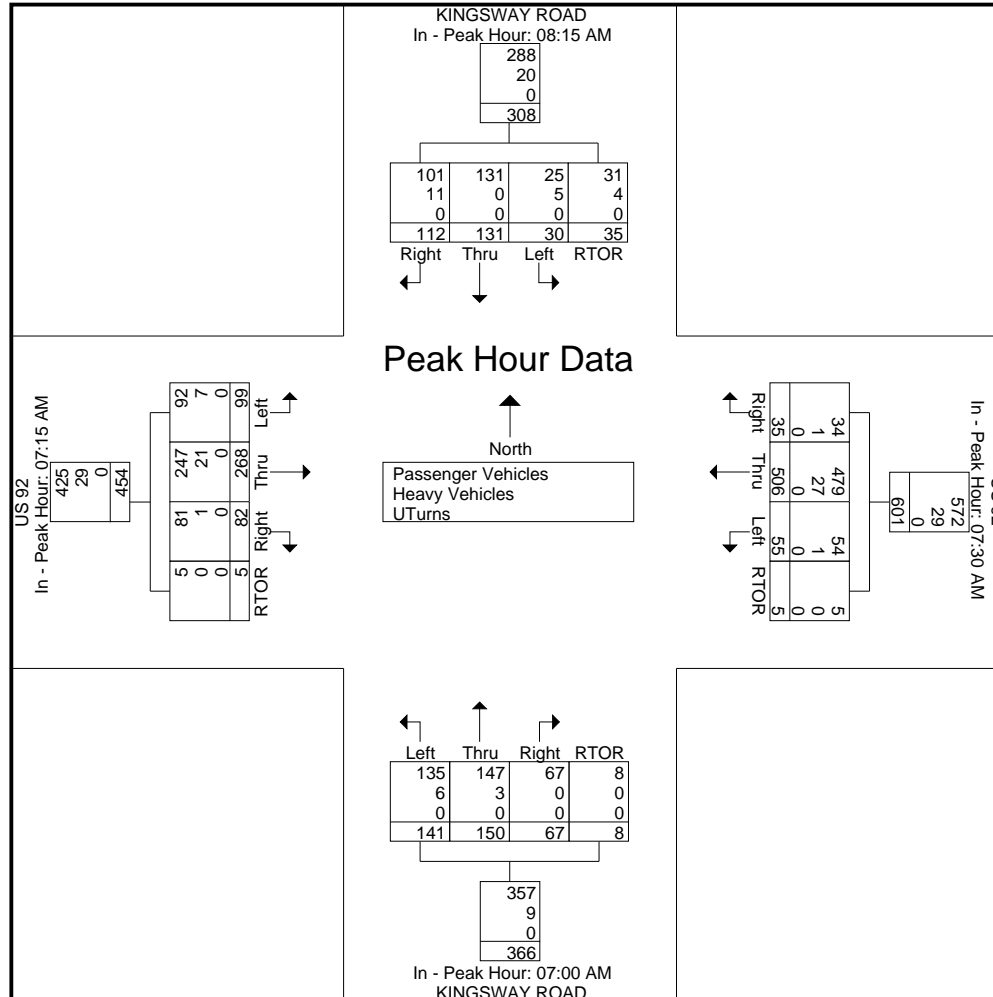 KINGSWAY ROAD
In - Peak Hour: 08:15 AM
288
20
0
308
101 131 25 31
11 0 5 4
0 0 0 0
112 131 30 35
Right Thru Left RTOR
Peak Hour Data
North
Passenger Vehicles
Heavy Vehicles
UTurns
US 92
In - Peak Hour: 07:15 AM
425
29
0
454
92 7 0 99
Left
247 21 0 268
Thru
81 1 0 82
Right
5 0 0 5
RTOR
Right
35 0 1 34
Thru
506 0 27 479
Left
55 0 1 54
RTOR
5 0 0 5
601
0
29
572
In - Peak Hour: 07:30 AM
Left Thru Right RTOR
135 147 67 8
6 3 0 0
0 0 0 0
141 150 67 8
357
9
0
366
In - Peak Hour: 07:00 AM
KINGSWAY ROAD